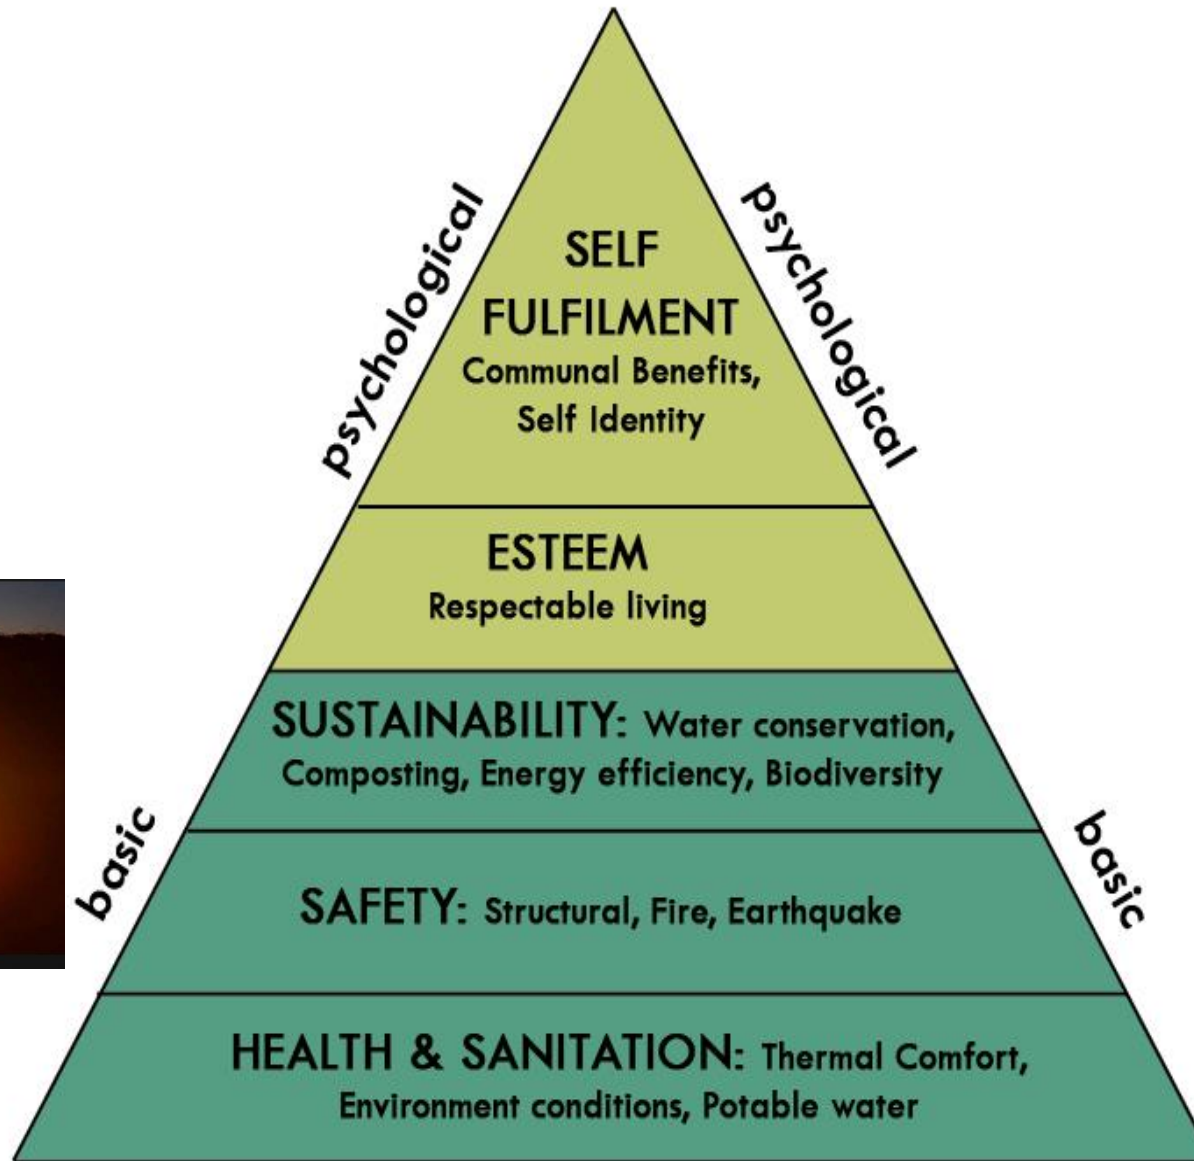 psychological
psychological
SELF
FULFILMENT
Communal Benefits,
Self Identity
ESTEEM
Respectable living
SUSTAINABILITY: Water conservation,
Composting, Energy efficiency, Biodiversity
basic
basic
SAFETY: Structural, Fire, Earthquake
HEALTH & SANITATION: Thermal Comfort,
Environment conditions, Potable water